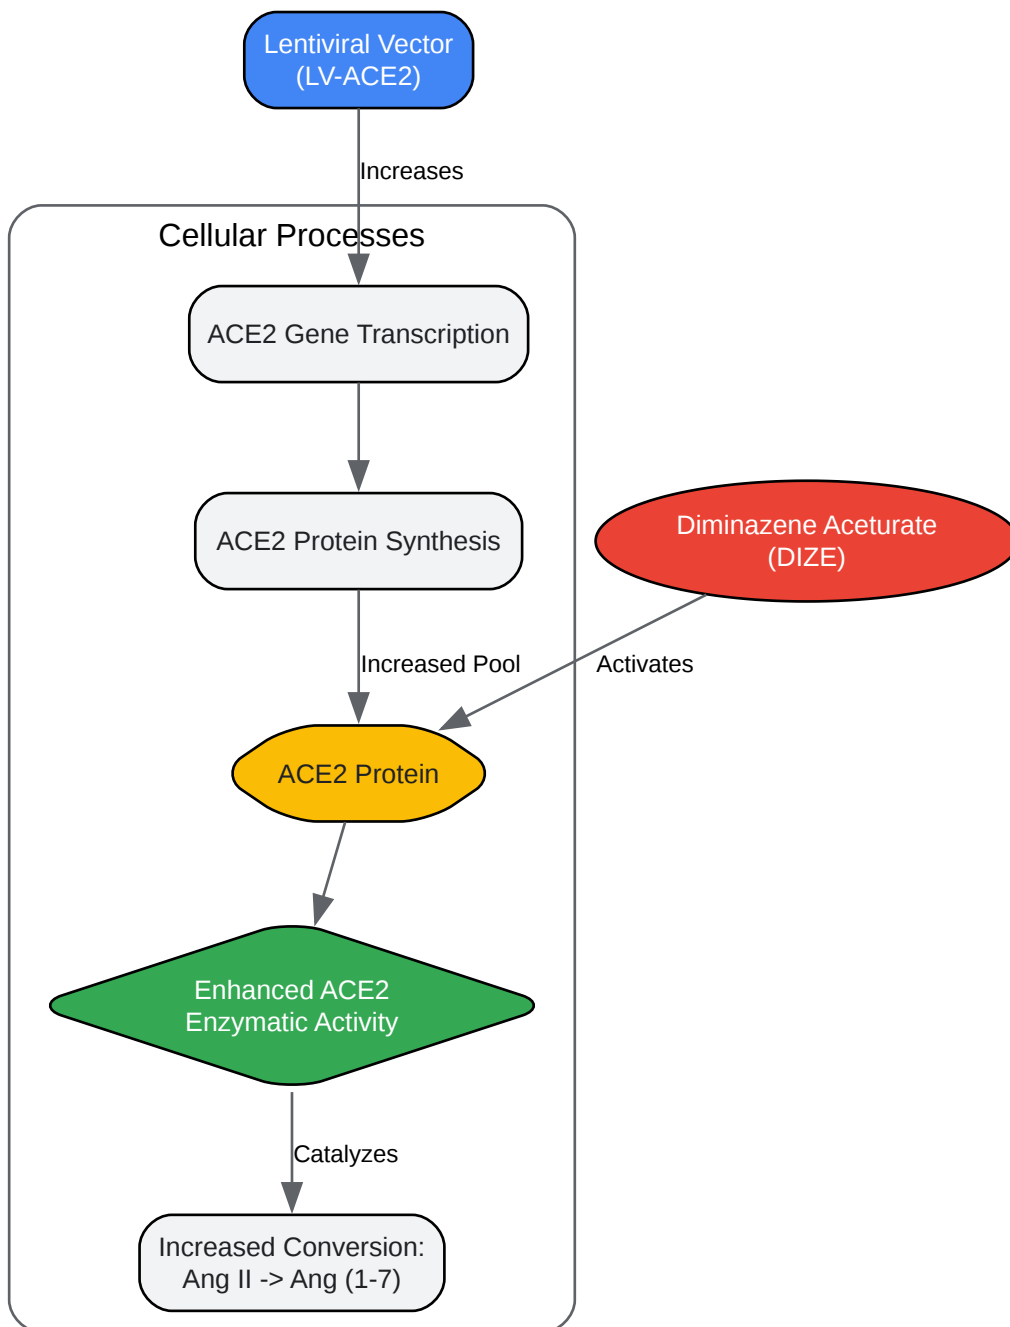 Lentiviral Vector
(LV-ACE2)
Increases
Cellular Processes
ACE2 Gene Transcription
ACE2 Protein Synthesis
Diminazene Aceturate
(DIZE)
Increased Pool
Activates
ACE2 Protein
Enhanced ACE2
Enzymatic Activity
Catalyzes
Increased Conversion:
Ang II -> Ang (1-7)